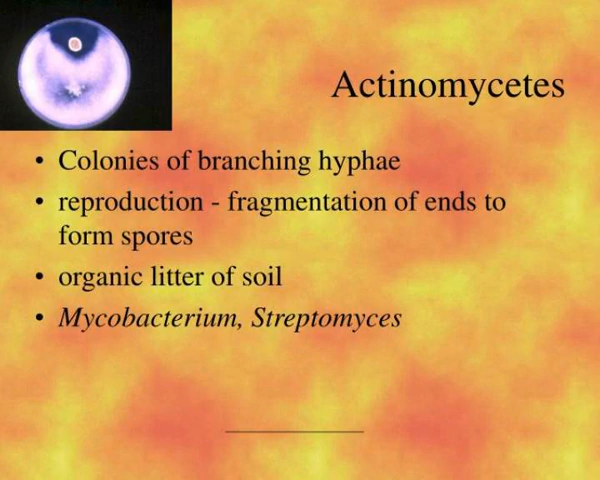 Actinomycetes
• Colonies of branching hyphae
• reproduction - fragmentation of ends to
form spores
• organic litter of soil
• Mycobacterium, Streptomyces